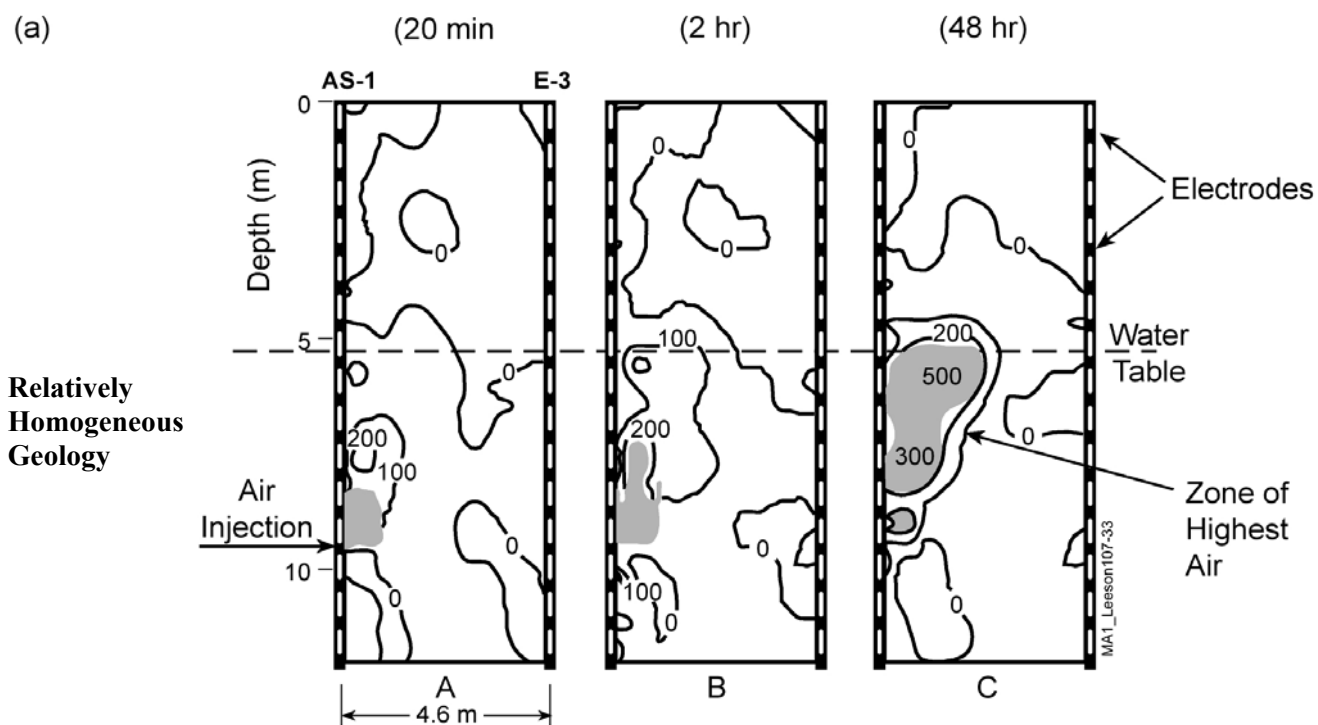 (a)
(20 min
(2 hr)
(48 hr)
AS-1
E-3
0
5
10
Depth (m)
Relatively
Homogeneous
Geology
Air
Injection
0
0
0
200
100
0
0
A
4.6 m
0
0
100
200
0
100
0
B
0
0
200
500
300
0
0
C
Electrodes
Water
Table
Zone of
Highest
Air
MA1_Leeson107-33